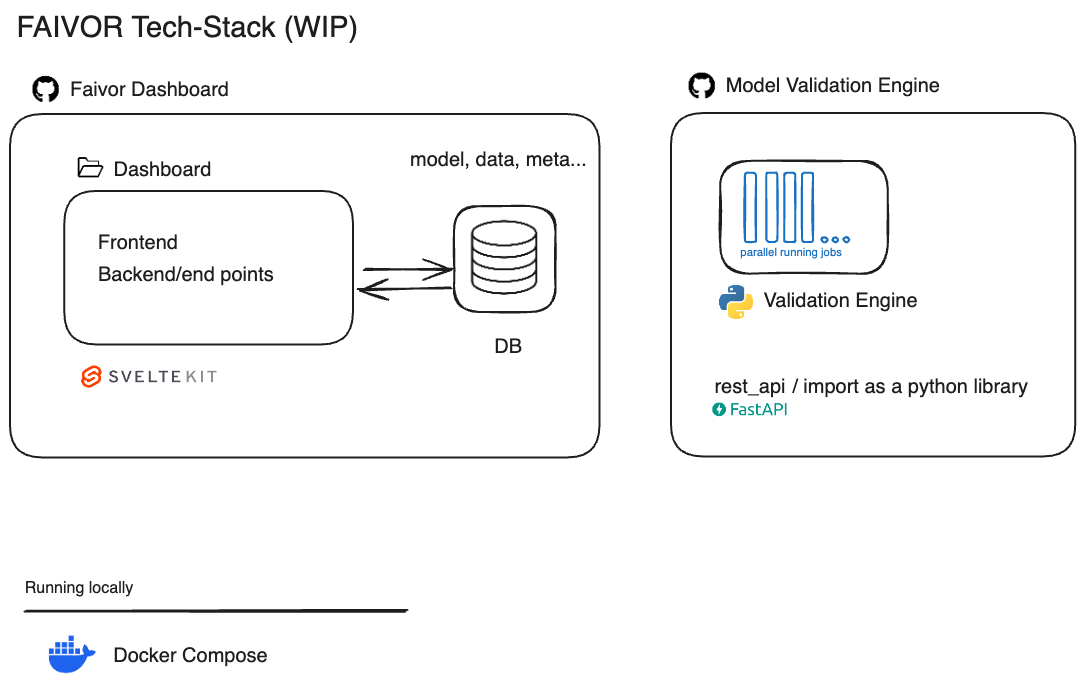 FAIVOR Tech-Stack (WIP)
Faivor Dashboard
Dashboard
model, data, meta...
Frontend
Backend/end points
DB
SVELTEKIT
Model Validation Engine
parallel running jobs
Validation Engine
rest_api / import as a python library
FastAPI
Running locally
Docker Compose